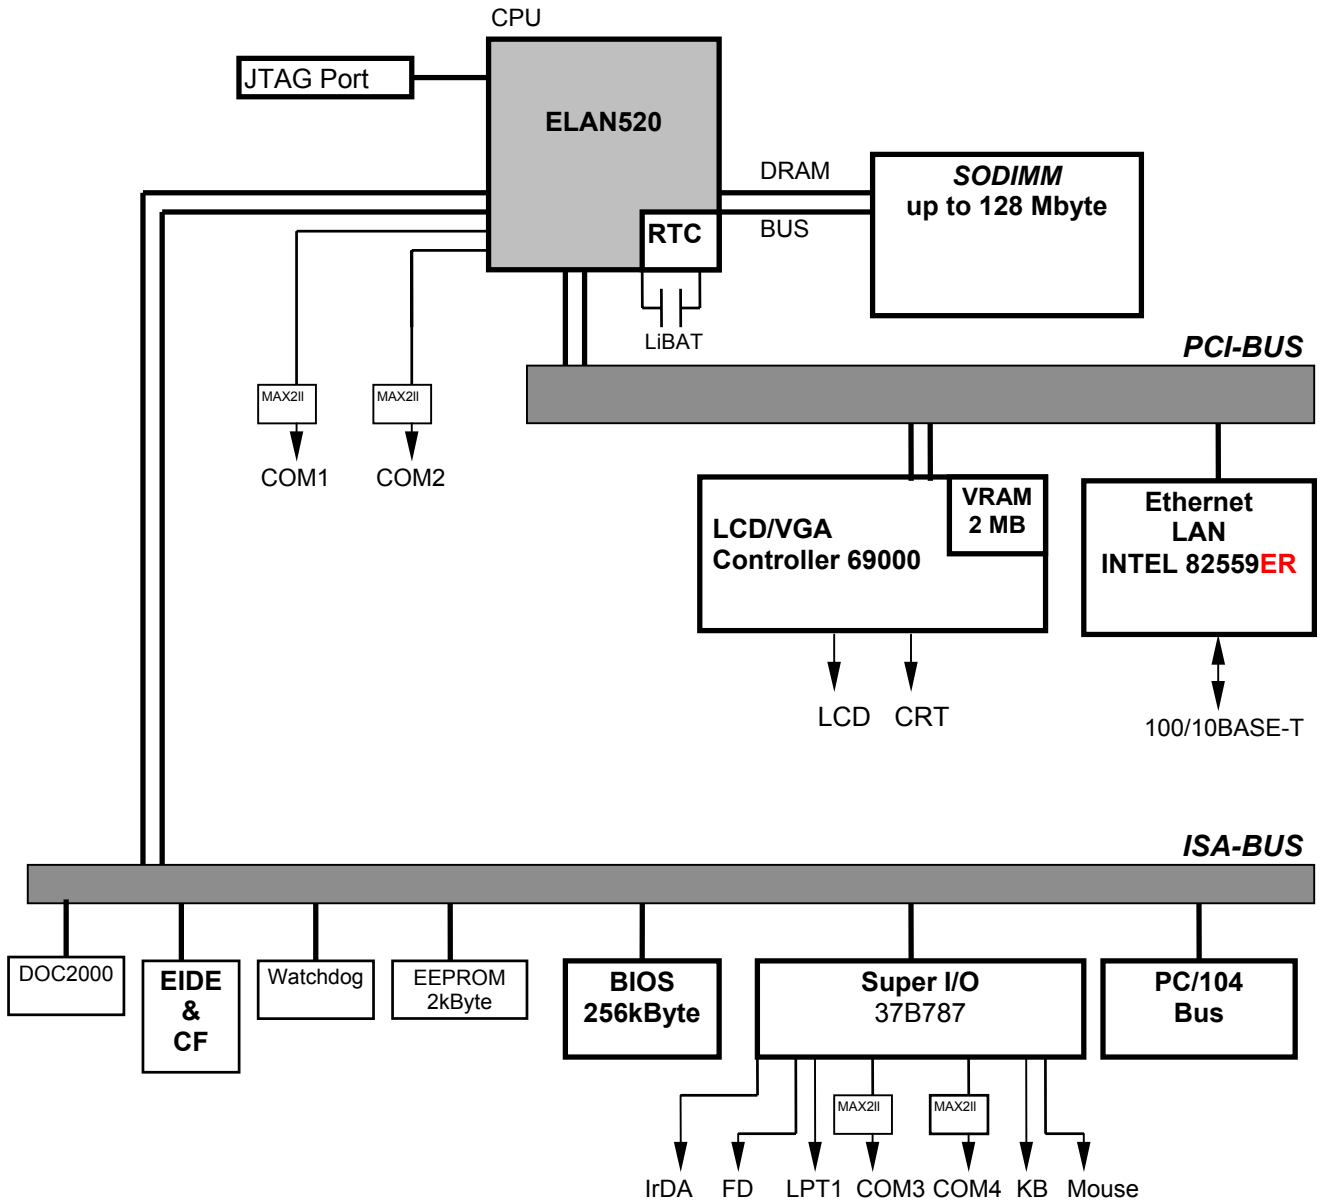 CPU
JTAG Port
ELAN520
DRAM
SODIMM
up to 128 Mbyte
RTC
BUS
LiBAT
PCI-BUS
MAX2II
MAX2II
COM1
COM2
VRAM
2 MB
LCD/VGA
Controller 69000
Ethernet
LAN
INTEL 82559ER
LCD
CRT
100/10BASE-T
ISA-BUS
DOC2000
EIDE
&
CF
Watchdog
EEPROM
2kByte
BIOS
256kByte
Super I/O
37B787
PC/104
Bus
MAX2II
MAX2II
IrDA
FD
LPT1
COM3
COM4
KB
Mouse